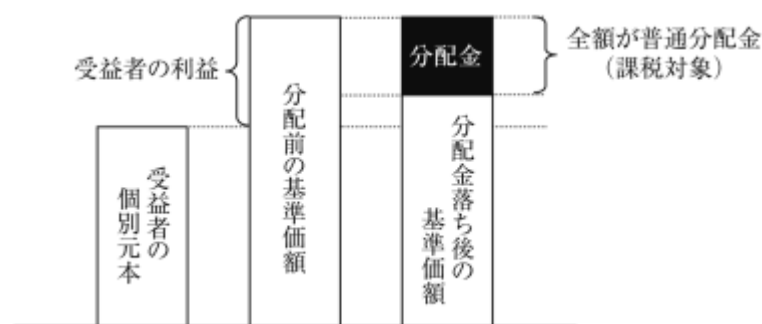 受益者の利益
分配金
全額が普通分配金
(課税対象)
受益者の
個別元本
分配前の基準価額
分配金落ち後の
基準価額